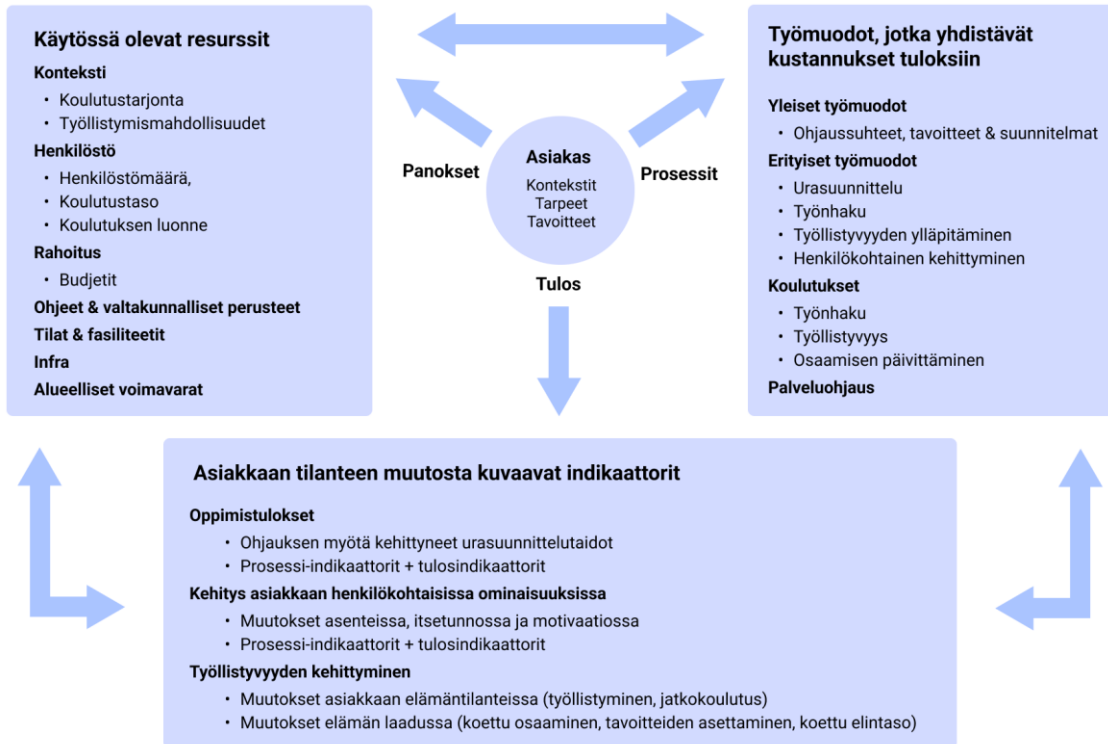 Käytössä olevat resurssit
Konteksti
• Koulutustarjonta
• Työllistymismahdollisuudet
Henkilöstö
• Henkilöstömäärä,
• Koulutustaso
• Koulutuksen luonne
Rahoitus
• Budjetit
Ohjeet & valtakunnalliset perusteet
Tilat & fasiliteetit
Infra
Alueelliset voimavarat
Panokset
Asiakas
Kontekstit
Tarpeet
Tavoitteet
Prosessit
Tulos
Työmuodot, jotka yhdistävät
kustannukset tuloksiin
Yleiset työmuodot
• Ohjaussuhteet, tavoitteet & suunnitelmat
Erityiset työmuodot
• Urasuunnittelu
• Työnhaku
• Työllistyvyyden ylläpitäminen
• Henkilökohtainen kehittyminen
Koulutukset
• Työnhaku
• Työllistyvyys
• Osaamisen päivittäminen
Palveluohjaus
Asiakkaan tilanteen muutosta kuvaavat indikaattorit
Oppimistulokset
• Ohjauksen myötä kehittyneet urasuunnittelutaidot
• Prosessi-indikaattorit + tulosindikaattorit
Kehitys asiakkaan henkilökohtaisissa ominaisuuksissa
• Muutokset asenteissa, itsetunnossa ja motivaatiossa
• Prosessi-indikaattorit + tulosindikaattorit
Työllistyvyyden kehittyminen
• Muutokset asiakkaan elämäntilanteissa (työllistyminen, jatkokoulutus)
• Muutokset elämän laadussa (koettu osaaminen, tavoitteiden asettaminen, koettu elintaso)